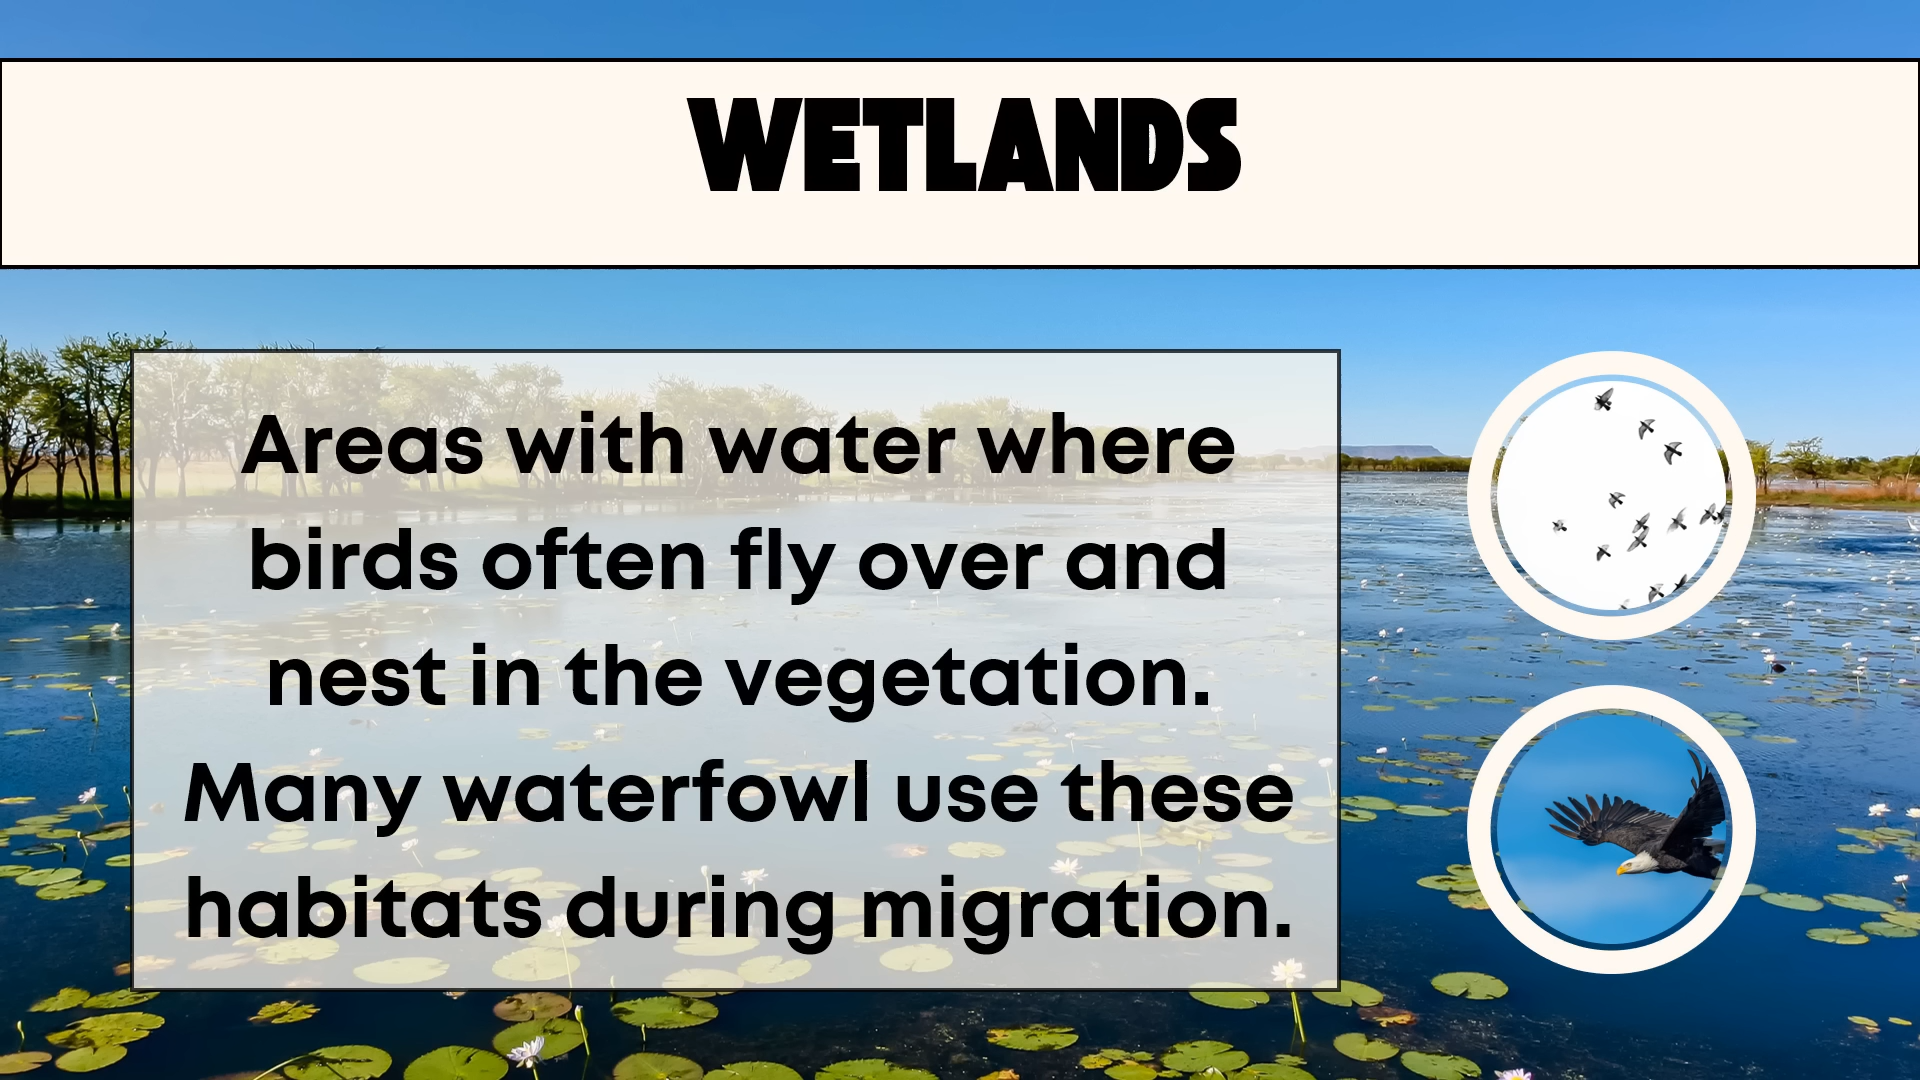 WETLANDS
Areas with water where
birds often fly over and
nest in the vegetation.
Many waterfowl use these
habitats during migration.